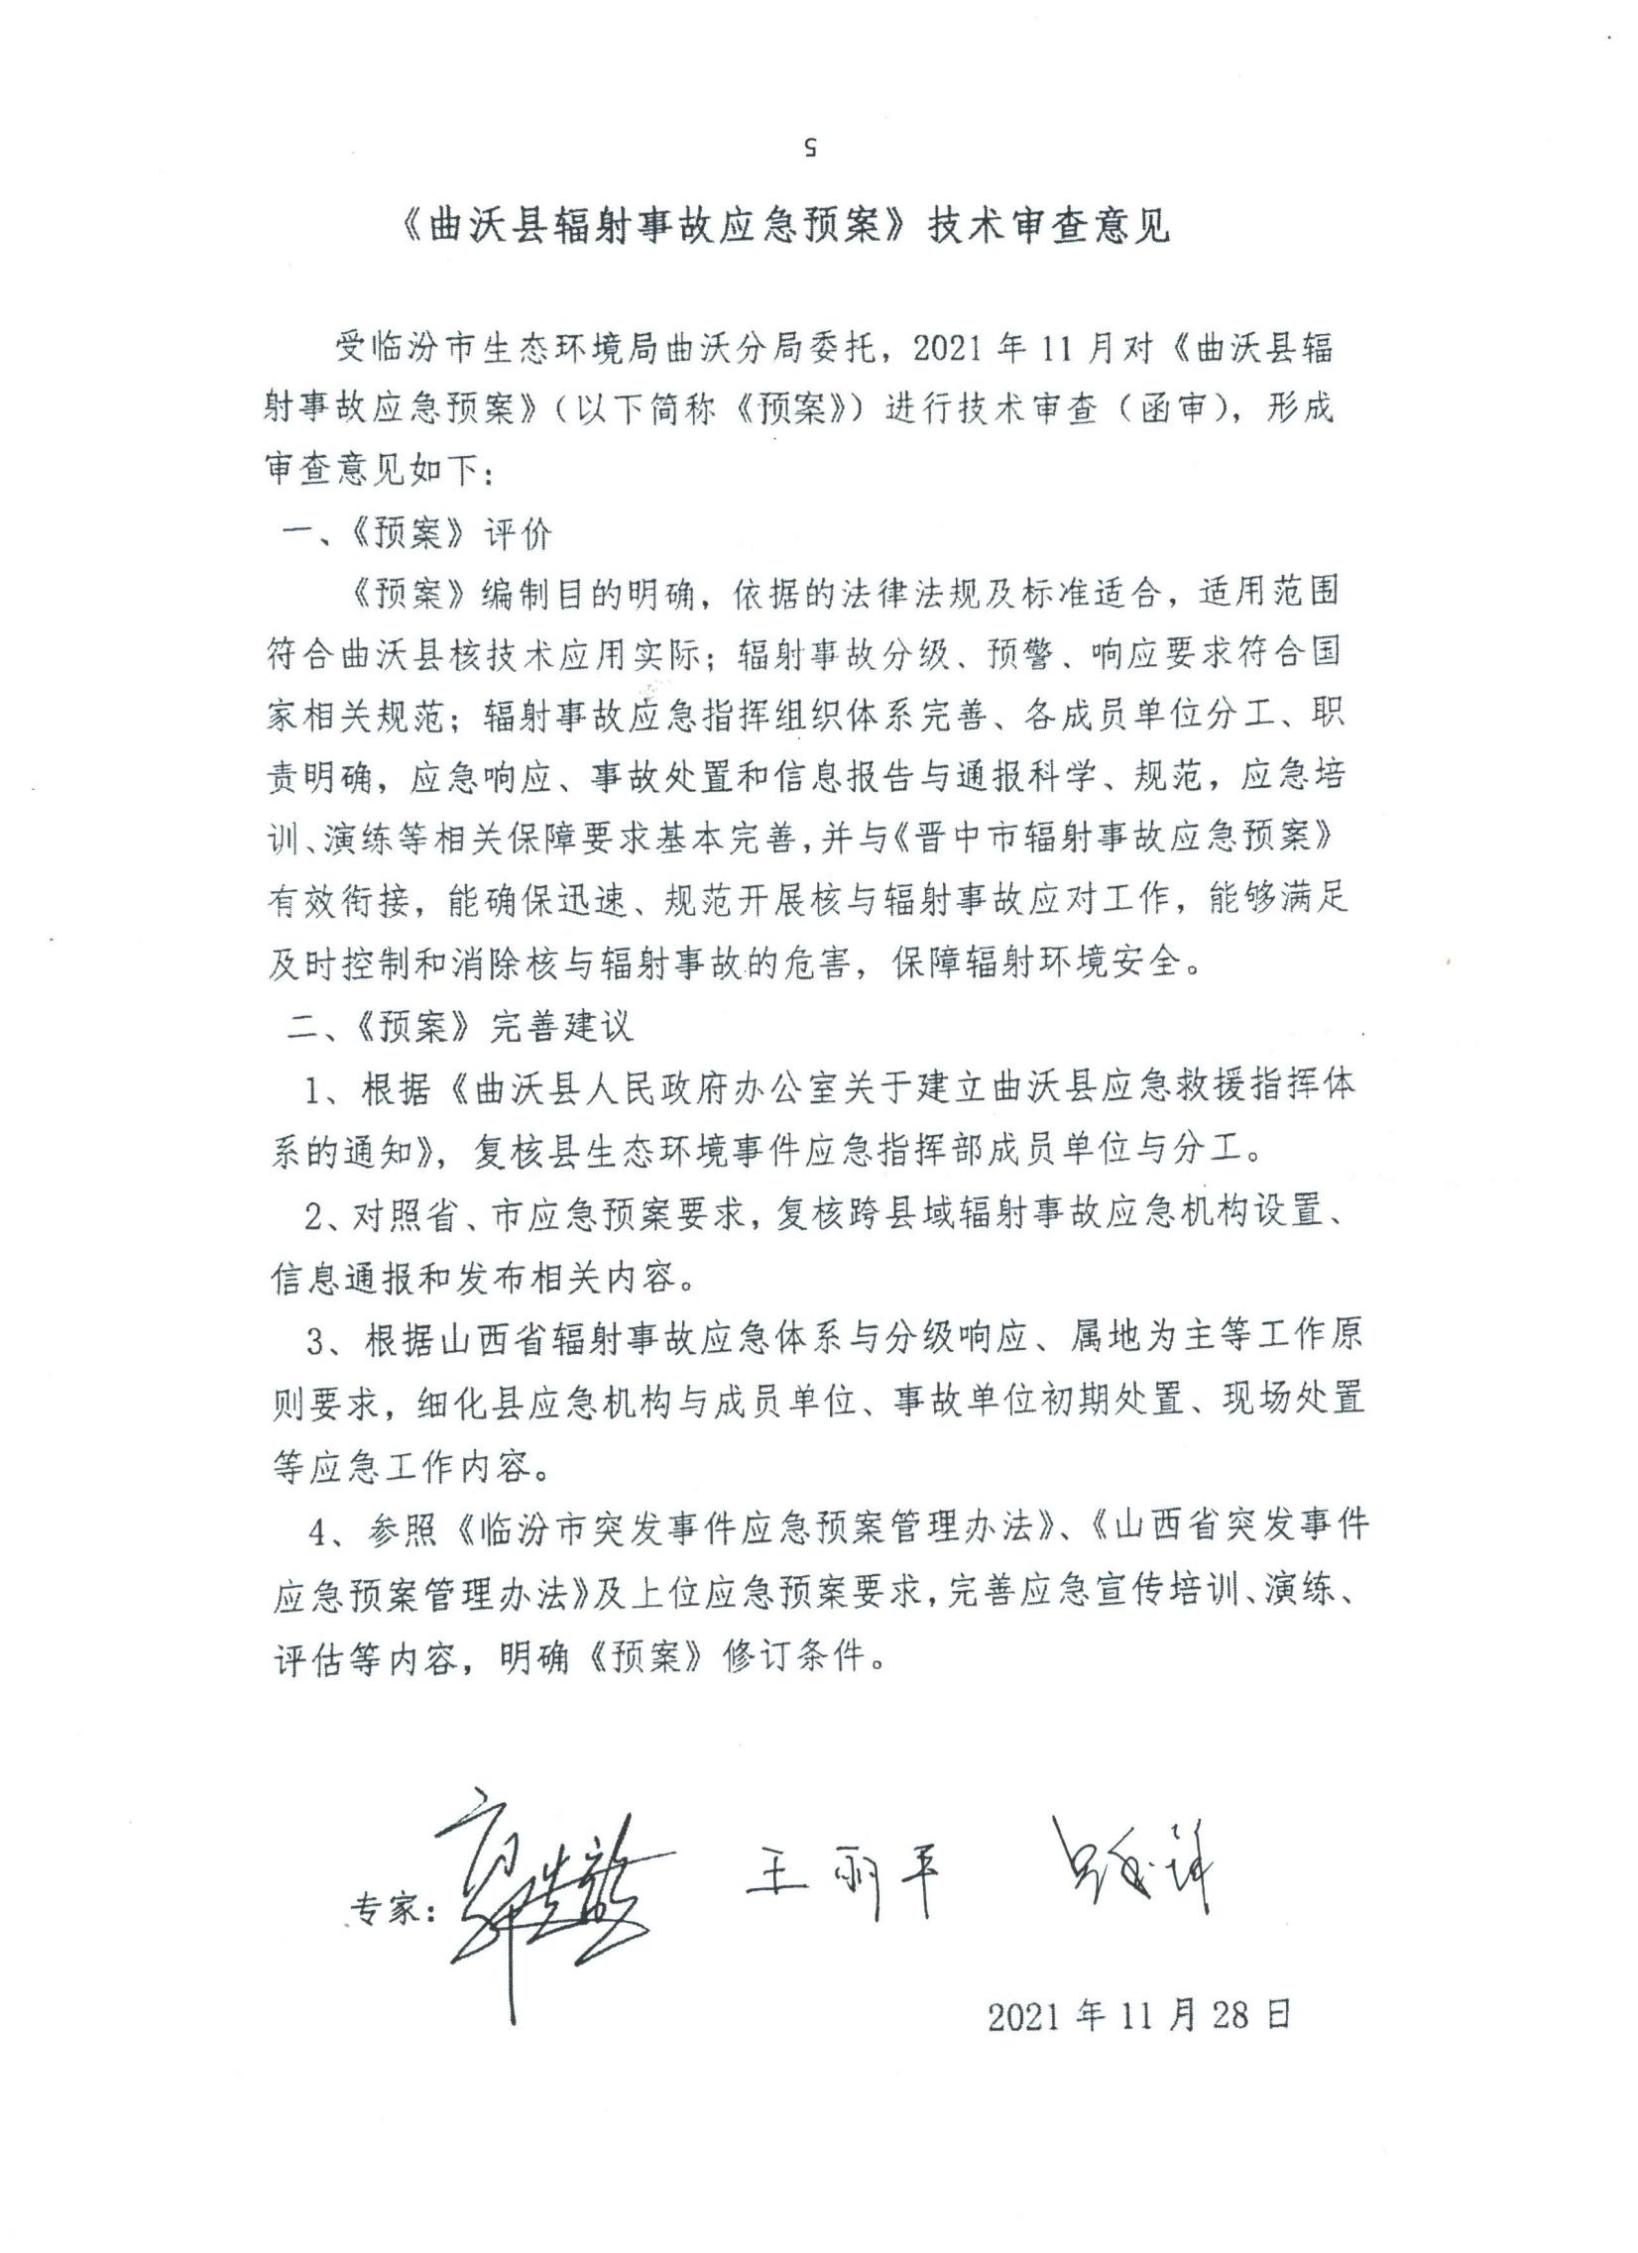 5
《曲沃县辐射事故应急预案》技术审查意见
受临汾市生态环境局曲沃分局委托，2021年11月对《曲沃县辐
射事故应急预案》（以下简称《预案》）进行技术审查（函审），形成
审查意见如下：
一、《预案》评价
《预案》编制目的明确，依据的法律法规及标准适合，适用范围
符合曲沃县核技术应用实际；辐射事故分级、预警、响应要求符合国
家相关规范；辐射事故应急指挥组织体系完善、各成员单位分工、职
责明确，应急响应、事故处置和信息报告与通报科学、规范，应急培
训、演练等相关保障要求基本完善，并与《晋中市辐射事故应急预案》
有效衔接，能确保迅速、规范开展核与辐射事故应对工作，能够满足
及时控制和消除核与辐射事故的危害，保障辐射环境安全。
二、《预案》完善建议
1、根据《曲沃县人民政府办公室关于建立曲沃县应急救援指挥体
系的通知》，复核县生态环境事件应急指挥部成员单位与分工。
2、对照省、市应急预案要求，复核跨县域辐射事故应急机构设置、
信息通报和发布相关内容。
3、根据山西省辐射事故应急体系与分级响应、属地为主等工作原
则要求，细化县应急机构与成员单位、事故单位初期处置、现场处置
等应急工作内容。
4、参照《临汾市突发事件应急预案管理办法》、《山西省突发事件
应急预案管理办法》及上位应急预案要求，完善应急宣传培训、演练、
评估等内容，明确《预案》修订条件。
专家： 王丽平
2021年11月28日